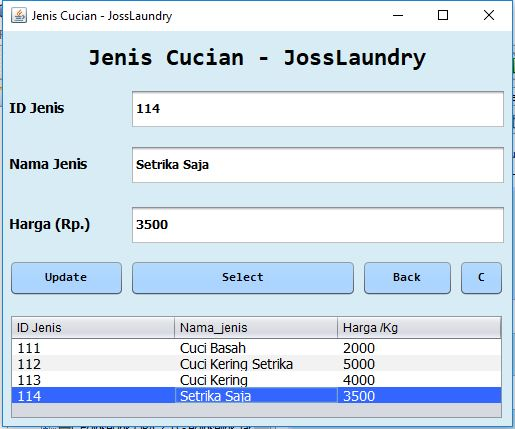 Jenis Cucian - JossLaundry
Jenis Cucian - JossLaundry
ID Jenis 114
Nama Jenis Setrika Saja
Harga (Rp.) 3500
Update Select Back C
ID Jenis Nama_jenis Harga /Kg
111 Cuci Basah 2000
112 Cuci Kering Setrika 5000
113 Cuci Kering 4000
114 Setrika Saja 3500